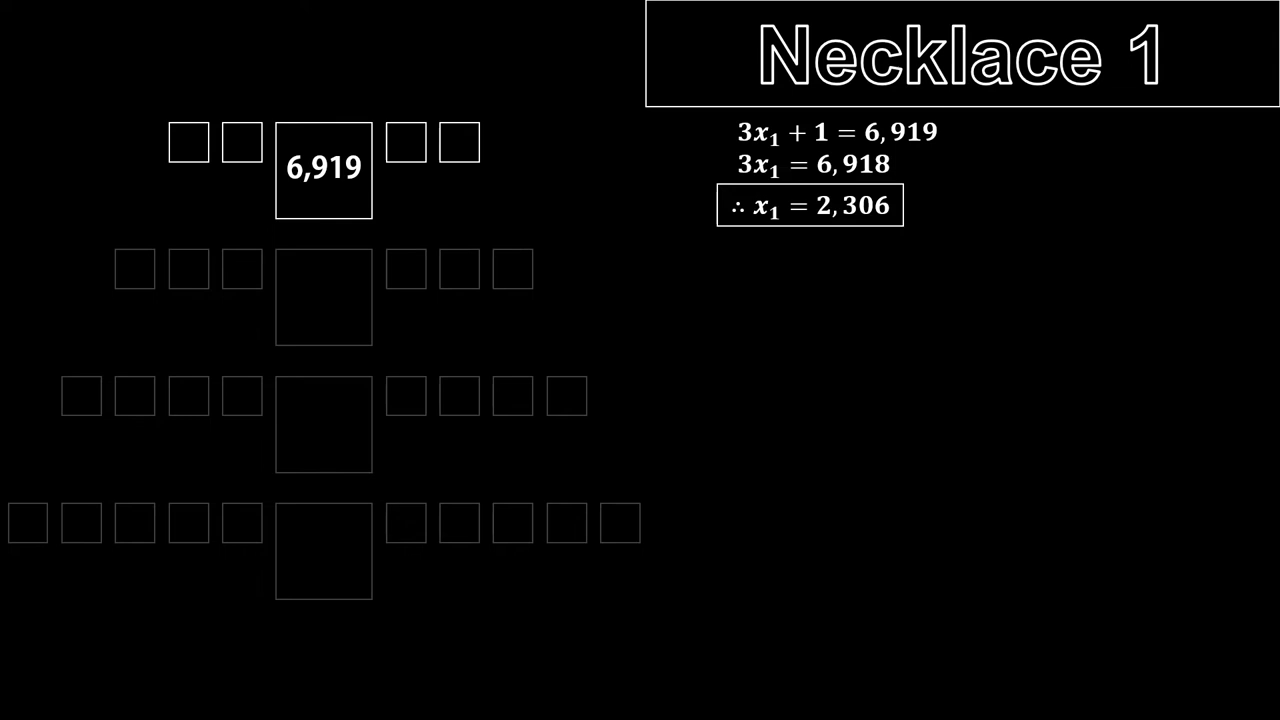 Necklace 1
6,919
3x₁ + 1 = 6,919
3x₁ = 6,918
∴ x₁ = 2,306